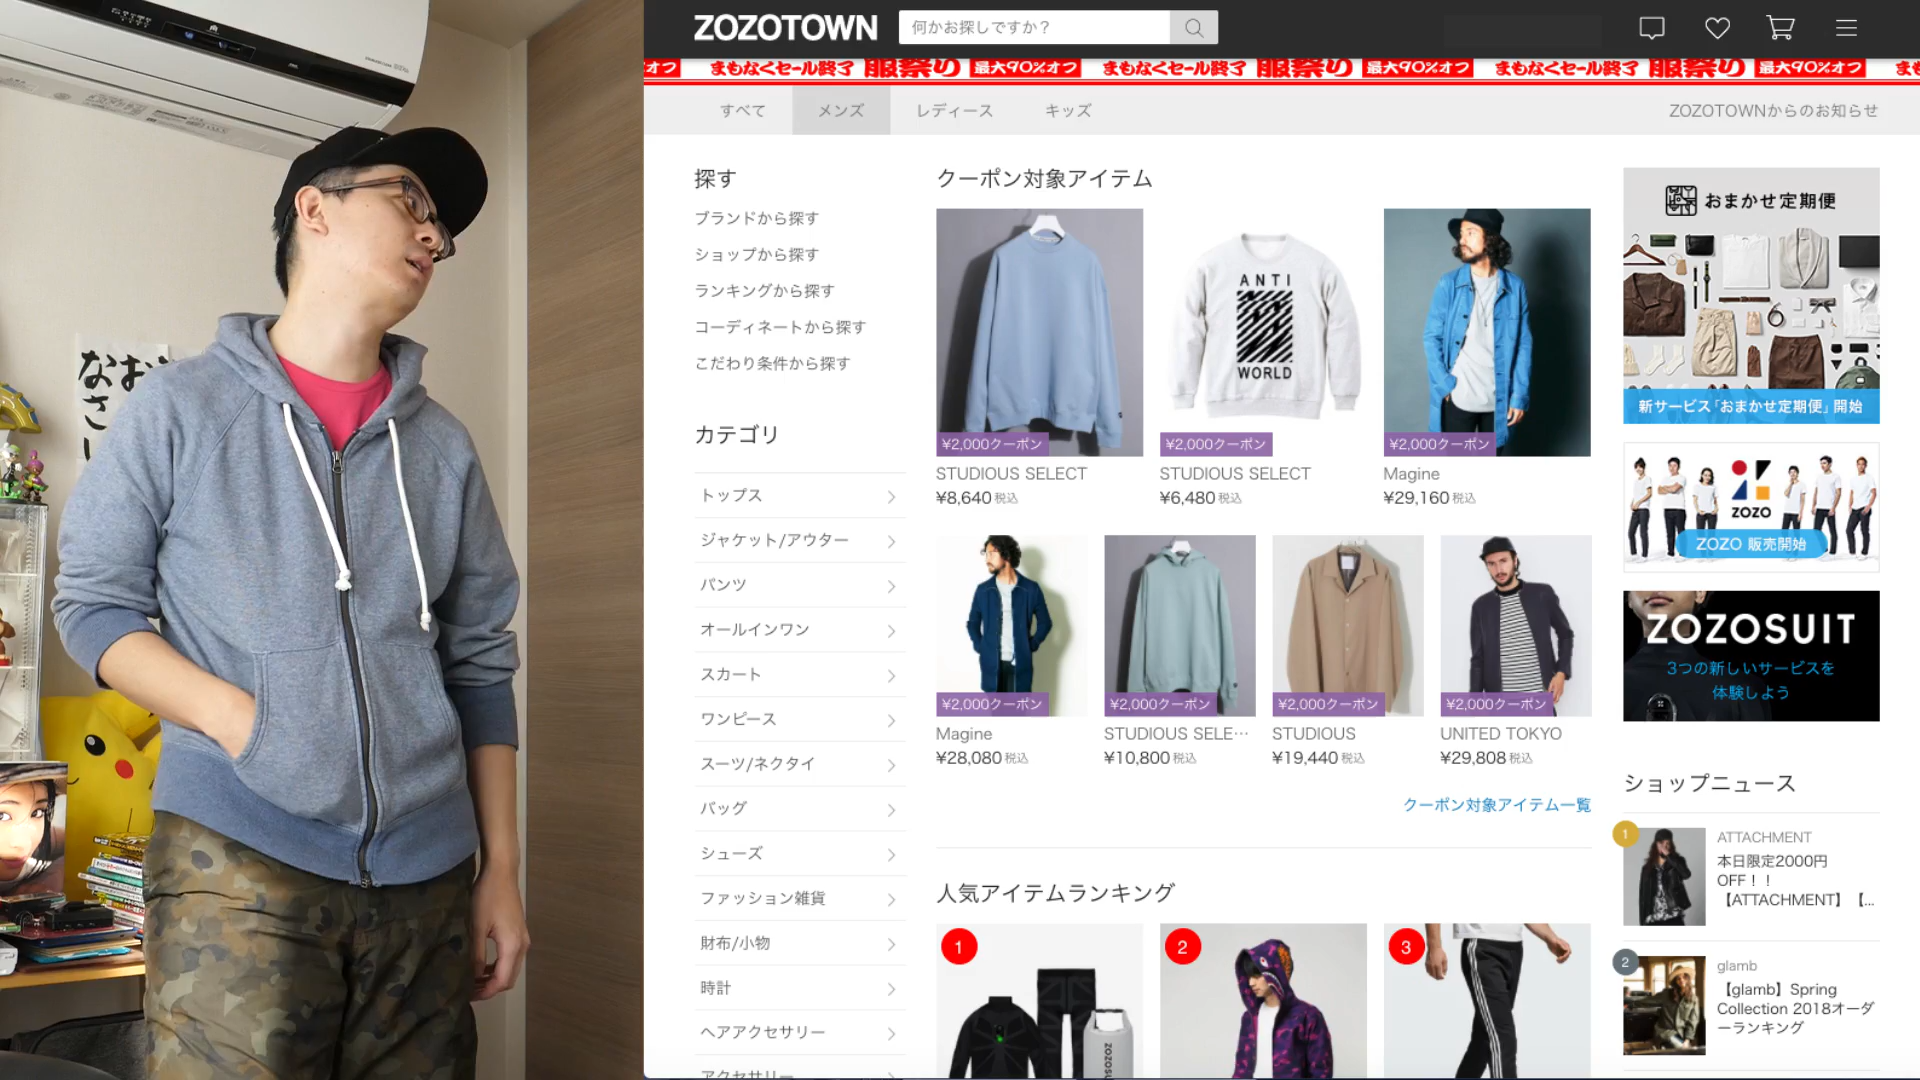 なおさい
ZOZOTOWN
何かお探しですか？
オフ まもなくセール終了 服祭り 最大90%オフ まもなくセール終了 服祭り 最大90%オフ まもなくセール終了 服祭り 最大90%オフ
すべて メンズ レディース キッズ ZOZOTOWNからのお知らせ
探す
ブランドから探す
ショップから探す
ランキングから探す
コーディネートから探す
こだわり条件から探す
カテゴリ
トップス
ジャケット/アウター
パンツ
オールインワン
スカート
ワンピース
スーツ/ネクタイ
バッグ
シューズ
ファッション雑貨
財布/小物
時計
ヘアアクセサリー
アクセサリー
クーポン対象アイテム
ANTI
WORLD
¥2,000クーポン ¥2,000クーポン ¥2,000クーポン
STUDIOUS SELECT STUDIOUS SELECT Magine
¥8,640 税込 ¥6,480 税込 ¥29,160 税込
¥2,000クーポン ¥2,000クーポン ¥2,000クーポン ¥2,000クーポン
Magine STUDIOUS SELE… STUDIOUS UNITED TOKYO
¥28,080 税込 ¥10,800 税込 ¥19,440 税込 ¥29,808 税込
クーポン対象アイテム一覧
人気アイテムランキング
1 2 3
おまかせ定期便
新サービス「おまかせ定期便」開始
ZOZO
ZOZO 販売開始
ZOZOSUIT
3つの新しいサービスを
体験しよう
ショップニュース
1
ATTACHMENT
本日限定2000円
OFF！！
【ATTACHMENT】【...
2
glamb
【glamb】Spring
Collection 2018オーダ
ーランキング